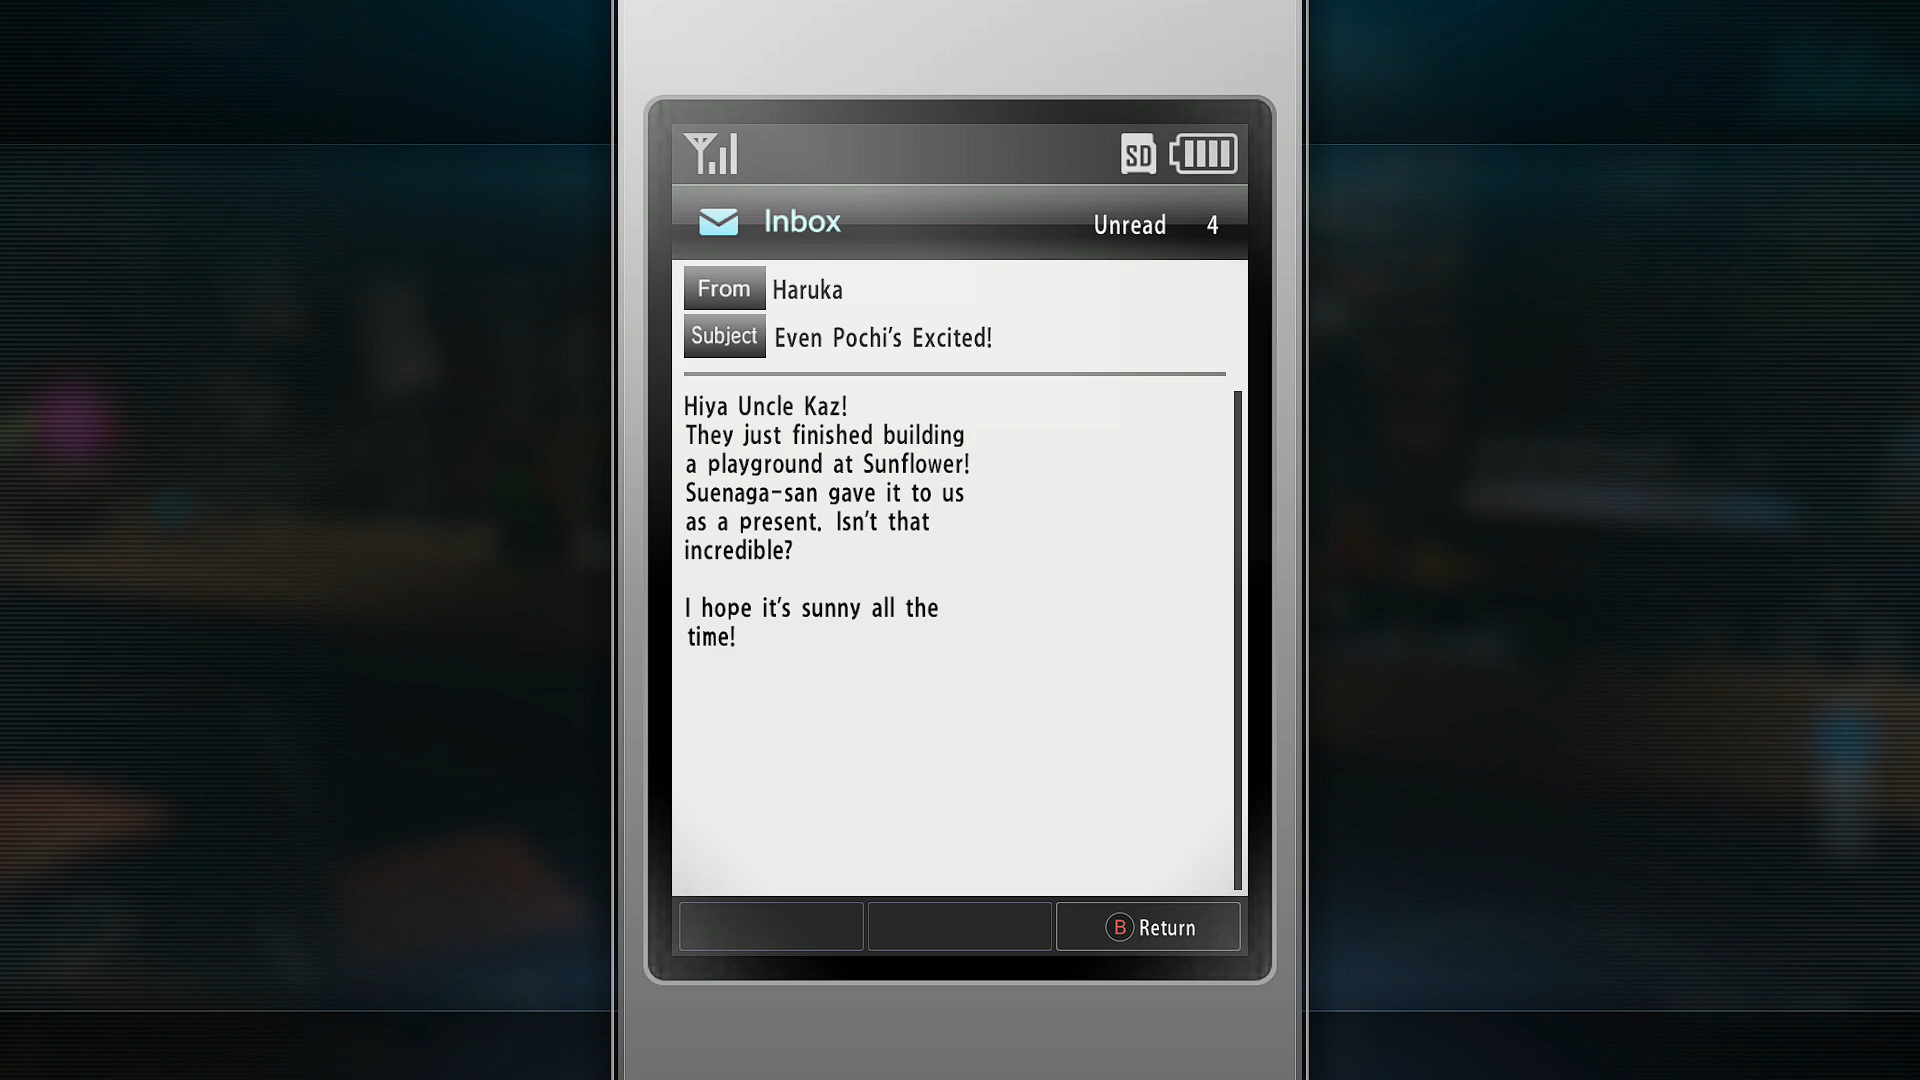 SD
Inbox Unread 4
From Haruka
Subject Even Pochi's Excited!
Hiya Uncle Kaz!
They just finished building
a playground at Sunflower!
Suenaga-san gave it to us
as a present. Isn't that
incredible?
I hope it's sunny all the
time!
B Return